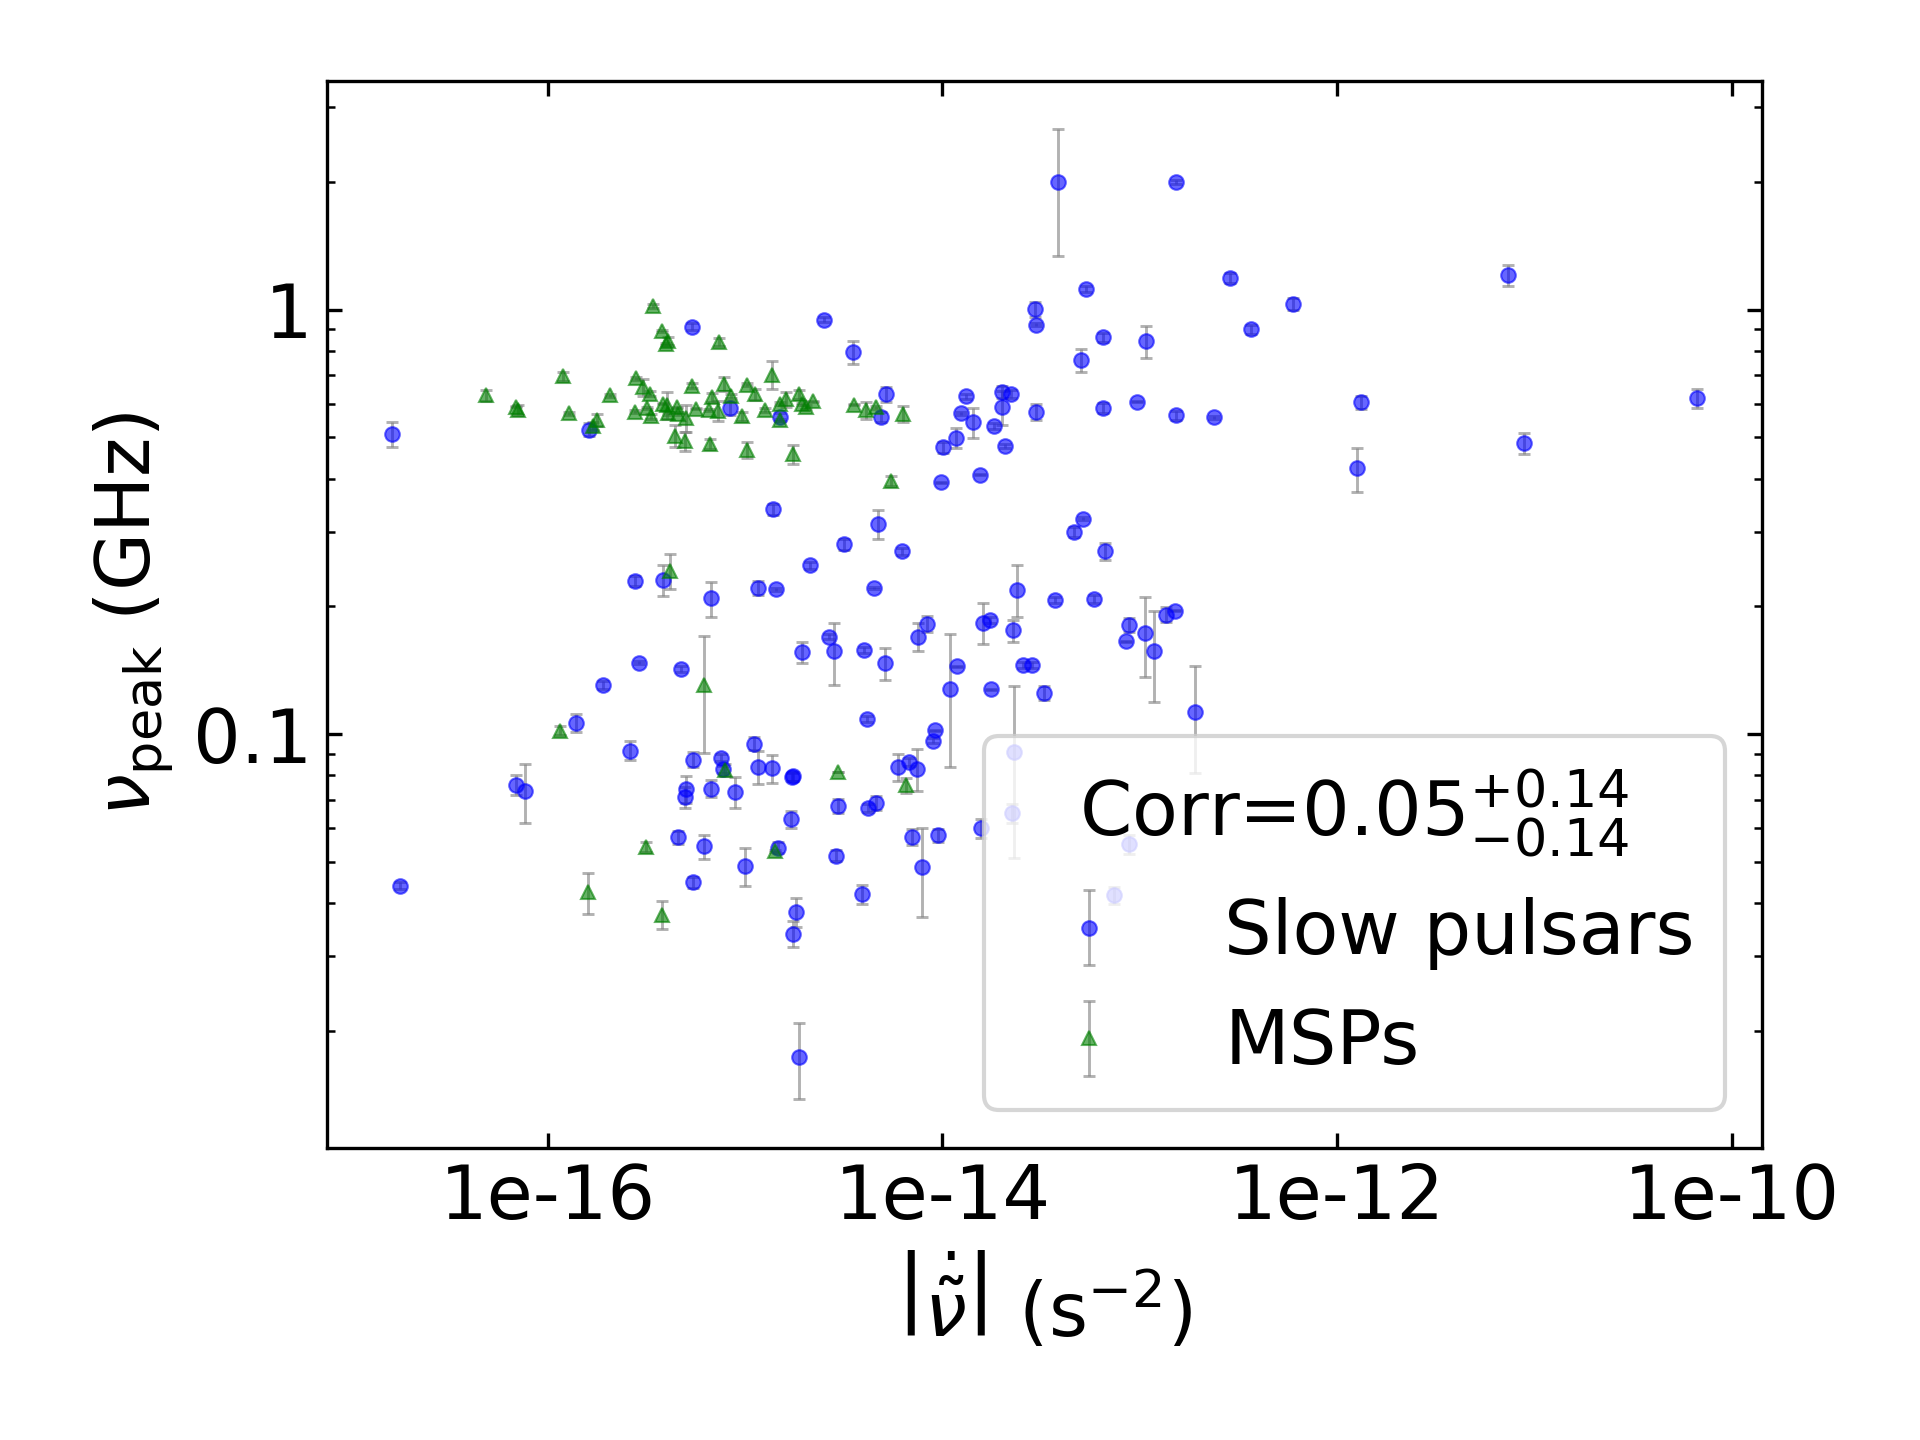 ν_peak (GHz)
1
0.1
Corr=0.05^{+0.14}_{−0.14}
Slow pulsars
MSPs
1e-16 1e-14 1e-12 1e-10
|ν̃̇| (s⁻²)